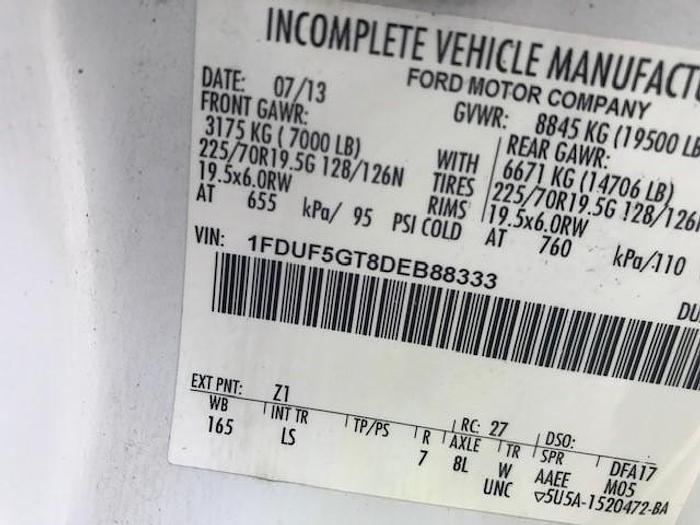 INCOMPLETE VEHICLE MANUFACTU
FORD MOTOR COMPANY
DATE: 07/13 GVWR: 8845 KG (19500 LB
FRONT GAWR: REAR GAWR:
3175 KG ( 7000 LB) WITH 6671 KG (14706 LB)
225/70R19.5G 128/126N TIRES 225/70R19.5G 128/126
19.5x6.0RW RIMS 19.5x6.0RW
AT 655 kPa/ 95 PSI COLD AT 760 kPa/110
VIN: 1FDUF5GT8DEB88333
DU
EXT PNT: Z1 RC: 27 DSO:
WB INT TR TP/PS R AXLE TR SPR DFA17
165 LS 7 8L W AAEE M05
UNC ▽5U5A-1520472-BA